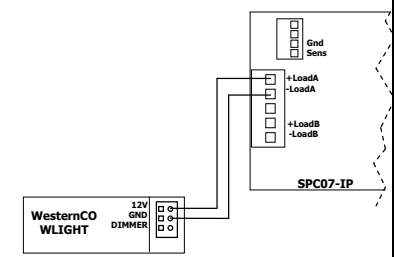 Gnd
Sens
+LoadA
-LoadA
+LoadB
-LoadB
SPC07-IP
WesternCO
WLIGHT
12V
GND
DIMMER